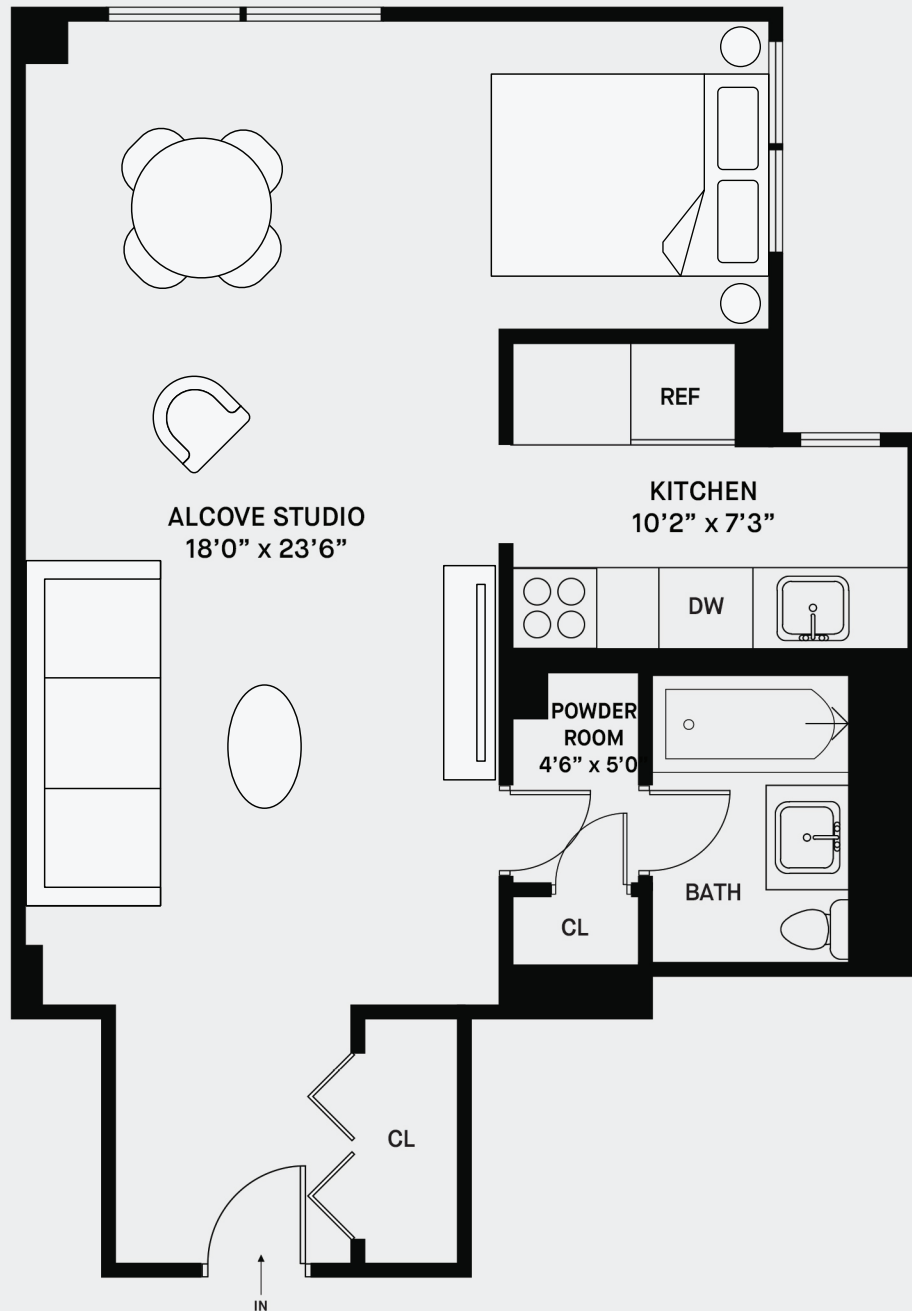 REF
KITCHEN
10’2” x 7’3”
ALCOVE STUDIO
18’0” x 23’6”
DW
POWDER
ROOM
4’6” x 5’0
BATH
CL
CL
IN